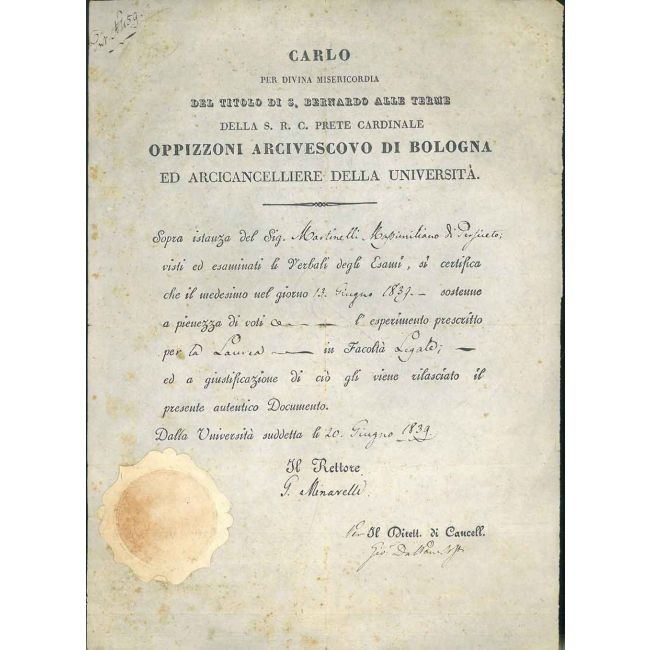 CARLO
PER DIVINA MISERICORDIA
DEL TITOLO DI S. BERNARDO ALLE TERME
DELLA S. R. C. PRETE CARDINALE
OPPIZZONI ARCIVESCOVO DI BOLOGNA
ED ARCICANCELLIERE DELLA UNIVERSITÀ.
Sopra istanza del Sig. Martinelli Massimiliano di Persiceto;
visti ed esaminati li Verbali degli Esami, si certifica
che il medesimo nel giorno 13. Giugno 1839. — sostenne
a pienezza di voti — l'esperimento prescritto
per la Laurea — in Facoltà Legale; —
ed a giustificazione di ciò gli viene rilasciato il
presente autentico Documento.
Dalla Università suddetta li 20. Giugno 1839
Il Rettore
G. Minarelli
Per Il Dirett. di Cancell.
Gio.